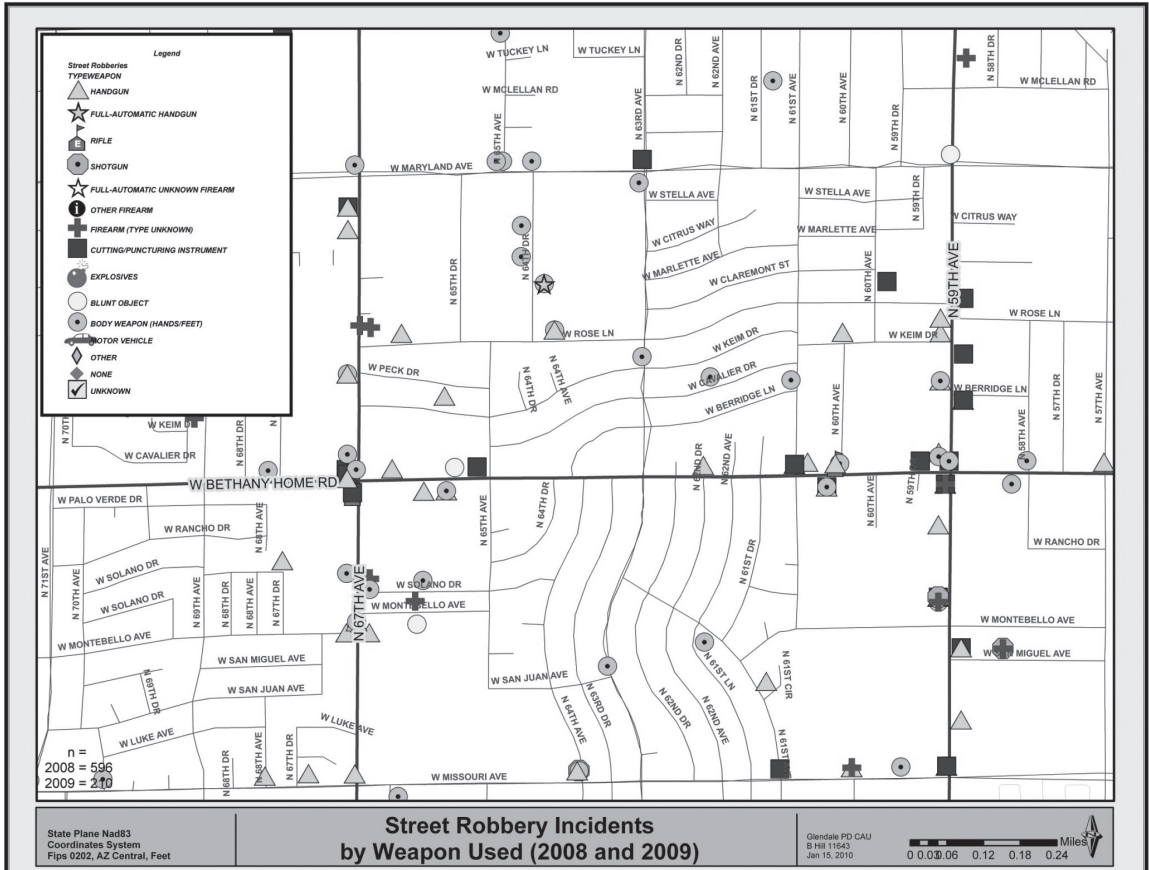 Legend
Street Robberies
TYPEWEAPON
HANDGUN
FULL-AUTOMATIC HANDGUN
E
RIFLE
SHOTGUN
FULL-AUTOMATIC UNKNOWN FIREARM
i
OTHER FIREARM
FIREARM (TYPE UNKNOWN)
CUTTING/PUNCTURING INSTRUMENT
EXPLOSIVES
BLUNT OBJECT
BODY WEAPON (HANDS/FEET)
MOTOR VEHICLE
OTHER
NONE
UNKNOWN
W TUCKEY LN
W TUCKEY LN
N 62ND DR
N 62ND AVE
N 58TH DR
W MCLELLAN RD
W MCLELLAN RD
N 65TH AVE
N 63RD AVE
N 61ST DR
N 61ST AVE
N 60TH AVE
N 59TH DR
W MARYLAND AVE
W STELLA AVE
W STELLA AVE
N 59TH DR
W CITRUS WAY
W CITRUS WAY
W MARLETTE AVE
W MARLETTE AVE
N 65TH DR
N 64TH DR
W CLAREMONT ST
N 60TH AVE
N 59TH AVE
W ROSE LN
W ROSE LN
W KEIM DR
W KEIM DR
W PECK DR
N 64TH DR
N 64TH AVE
W CAVALIER DR
W BERRIDGE LN
W BERRIDGE LN
N 60TH AVE
N 58TH AVE
N 57TH DR
N 57TH AVE
N 70TH
W KEIM D
W CAVALIER DR
N 68TH DR
N
W BETHANY HOME RD
N 62ND DR
N 62ND AVE
W PALO VERDE DR
W RANCHO DR
N 68TH AVE
N 65TH AVE
N 64TH DR
N 60TH AVE
N 59TH
W RANCHO DR
N 71ST AVE
N 70TH AVE
W SOLANO DR
W SOLANO DR
N 69TH AVE
N 68TH DR
N 68TH AVE
N 67TH DR
N 67TH AVE
W SOLANO DR
W MONTEBELLO AVE
N 61ST DR
W MONTEBELLO AVE
W MONTEBELLO AVE
W SAN MIGUEL AVE
W SAN MIGUEL AVE
W SAN JUAN AVE
W SAN JUAN AVE
N 69TH DR
N 64TH AVE
N 63RD DR
N 62ND DR
N 62ND AVE
N 61ST LN
N 61ST CIR
N 61ST
W LUKE AVE
W LUKE AVE
N 68TH DR
N 68TH AVE
N 67TH DR
W MISSOURI AVE
n =
2008 = 596
2009 = 210
State Plane Nad83
Coordinates System
Fips 0202, AZ Central, Feet
Street Robbery Incidents
by Weapon Used (2008 and 2009)
Glendale PD CAU
B Hill 11643
Jan 15, 2010
Miles
0 0.03 0.06 0.12 0.18 0.24